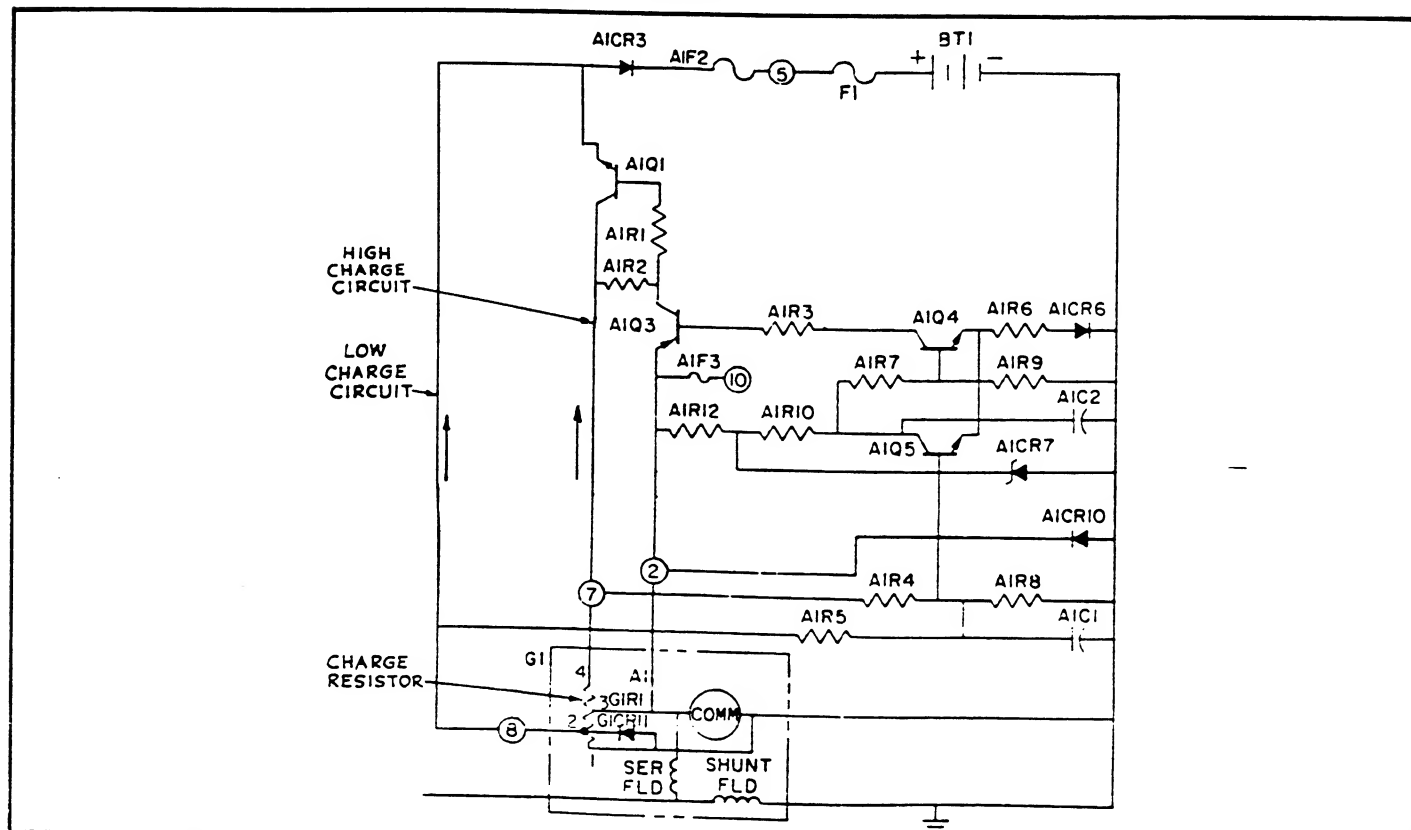 A1CR3
A1F2
5
F1
+
BT1
-
A1Q1
A1R1
HIGH
CHARGE
CIRCUIT
A1R2
A1Q3
A1R3
A1Q4
A1R6
A1CR6
LOW
CHARGE
CIRCUIT
A1F3
10
A1R7
A1R9
A1R12
A1R10
A1Q5
A1C2
A1CR7
A1CR10
2
7
A1R4
A1R8
A1R5
A1C1
G1
4
A1
CHARGE
RESISTOR
3
G1R1
COMM
8
2
G1CR11
1
SER
FLD
SHUNT
FLD